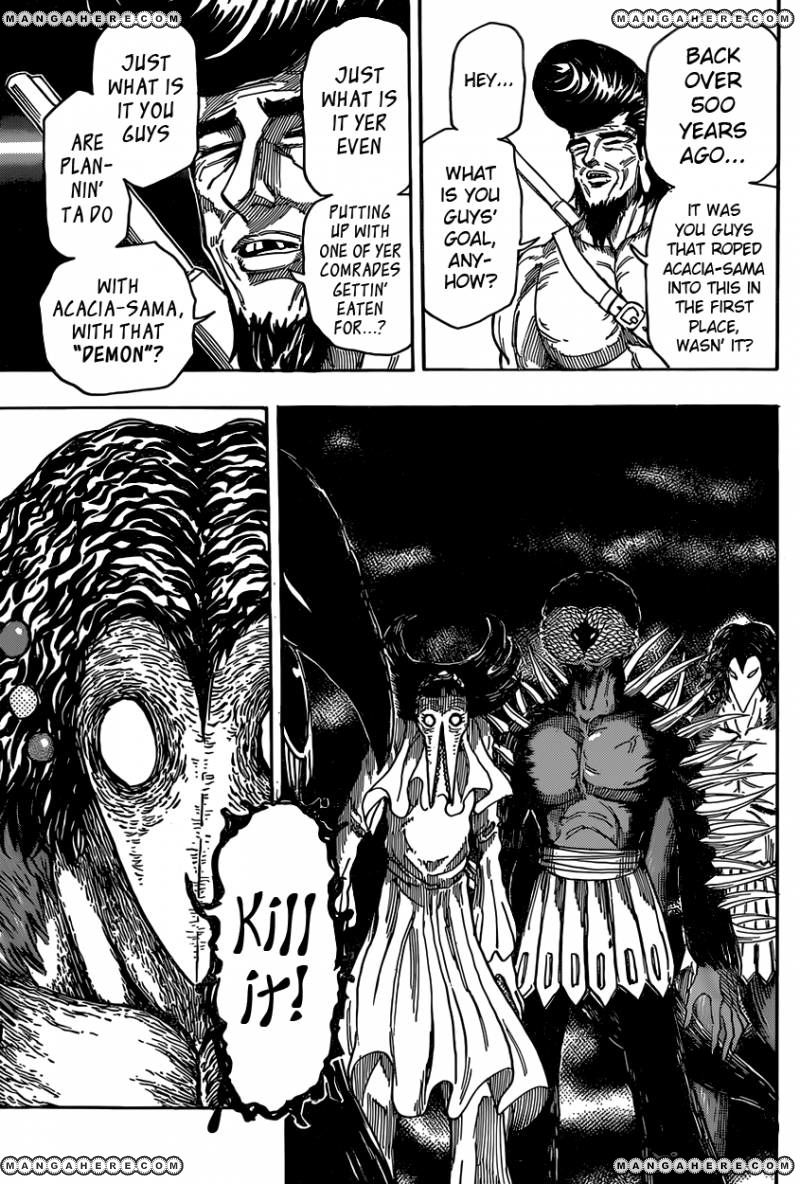 MANGAHERE.COM
MANGAHERE.COM
BACK
OVER
500
YEARS
AGO...
IT WAS
YOU GUYS
THAT ROPED
ACACIA-SAMA
INTO THIS IN
THE FIRST
PLACE,
WASN' IT?
HEY...
WHAT
IS YOU
GUYS'
GOAL,
ANY-
HOW?
JUST
WHAT IS
IT YER
EVEN
PUTTING
UP WITH
ONE OF YER
COMRADES
GETTIN'
EATEN
FOR...?
JUST
WHAT IS
IT YOU
GUYS
ARE
PLAN-
NIN'
TA DO
WITH
ACACIA-SAMA,
WITH THAT
"DEMON"?
Kill
it!
MANGAHERE.COM
MANGAHERE.COM